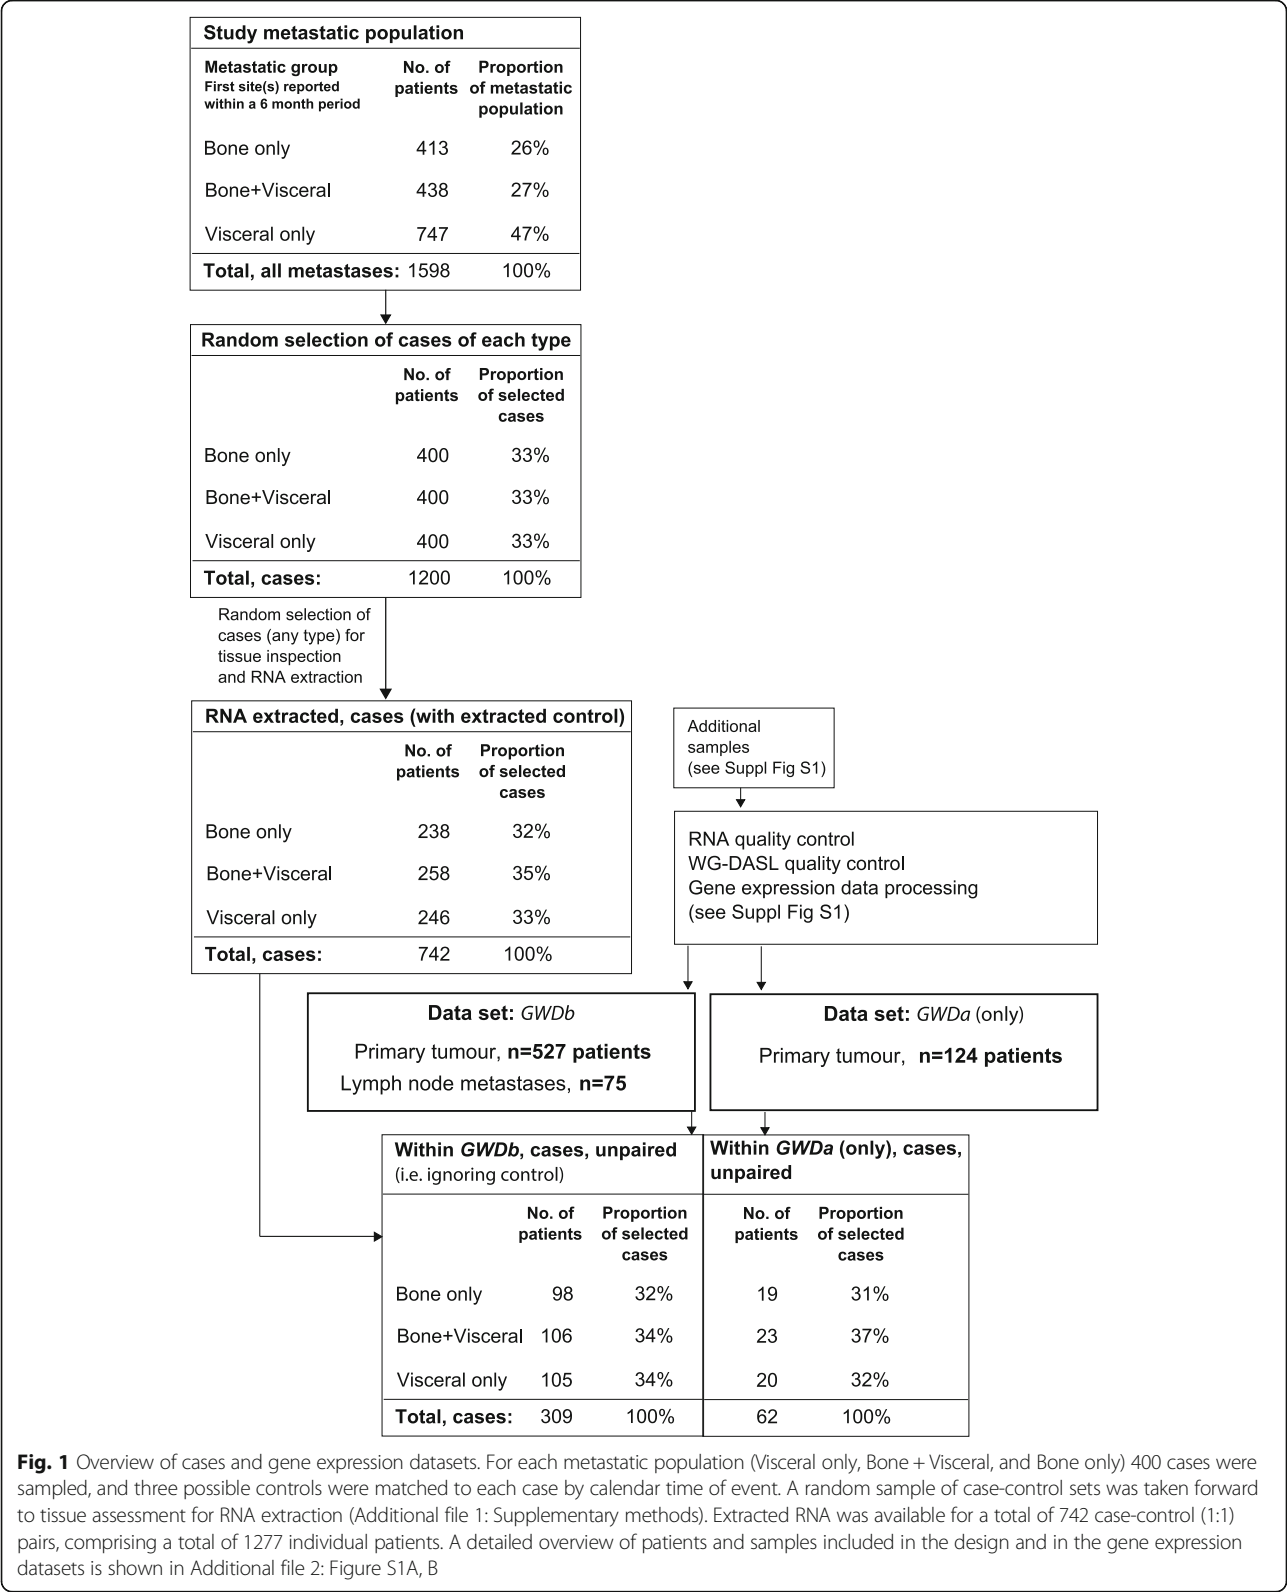 Study metastatic population
Metastatic group No. of Proportion
First site(s) reported patients of metastatic
within a 6 month period population
Bone only 413 26%
Bone+Visceral 438 27%
Visceral only 747 47%
Total, all metastases: 1598 100%
Random selection of cases of each type
No. of Proportion
patients of selected
cases
Bone only 400 33%
Bone+Visceral 400 33%
Visceral only 400 33%
Total, cases: 1200 100%
Random selection of
cases (any type) for
tissue inspection
and RNA extraction
RNA extracted, cases (with extracted control)
No. of Proportion
patients of selected
cases
Bone only 238 32%
Bone+Visceral 258 35%
Visceral only 246 33%
Total, cases: 742 100%
Additional
samples
(see Suppl Fig S1)
RNA quality control
WG-DASL quality control
Gene expression data processing
(see Suppl Fig S1)
Data set: GWDb
Primary tumour, n=527 patients
Lymph node metastases, n=75
Data set: GWDa (only)
Primary tumour, n=124 patients
Within GWDb, cases, unpaired
(i.e. ignoring control)
No. of Proportion
patients of selected
cases
Bone only 98 32%
Bone+Visceral 106 34%
Visceral only 105 34%
Total, cases: 309 100%
Within GWDa (only), cases,
unpaired
No. of Proportion
patients of selected
cases
19 31%
23 37%
20 32%
62 100%
Fig. 1 Overview of cases and gene expression datasets. For each metastatic population (Visceral only, Bone + Visceral, and Bone only) 400 cases were
sampled, and three possible controls were matched to each case by calendar time of event. A random sample of case-control sets was taken forward
to tissue assessment for RNA extraction (Additional file 1: Supplementary methods). Extracted RNA was available for a total of 742 case-control (1:1)
pairs, comprising a total of 1277 individual patients. A detailed overview of patients and samples included in the design and in the gene expression
datasets is shown in Additional file 2: Figure S1A, B